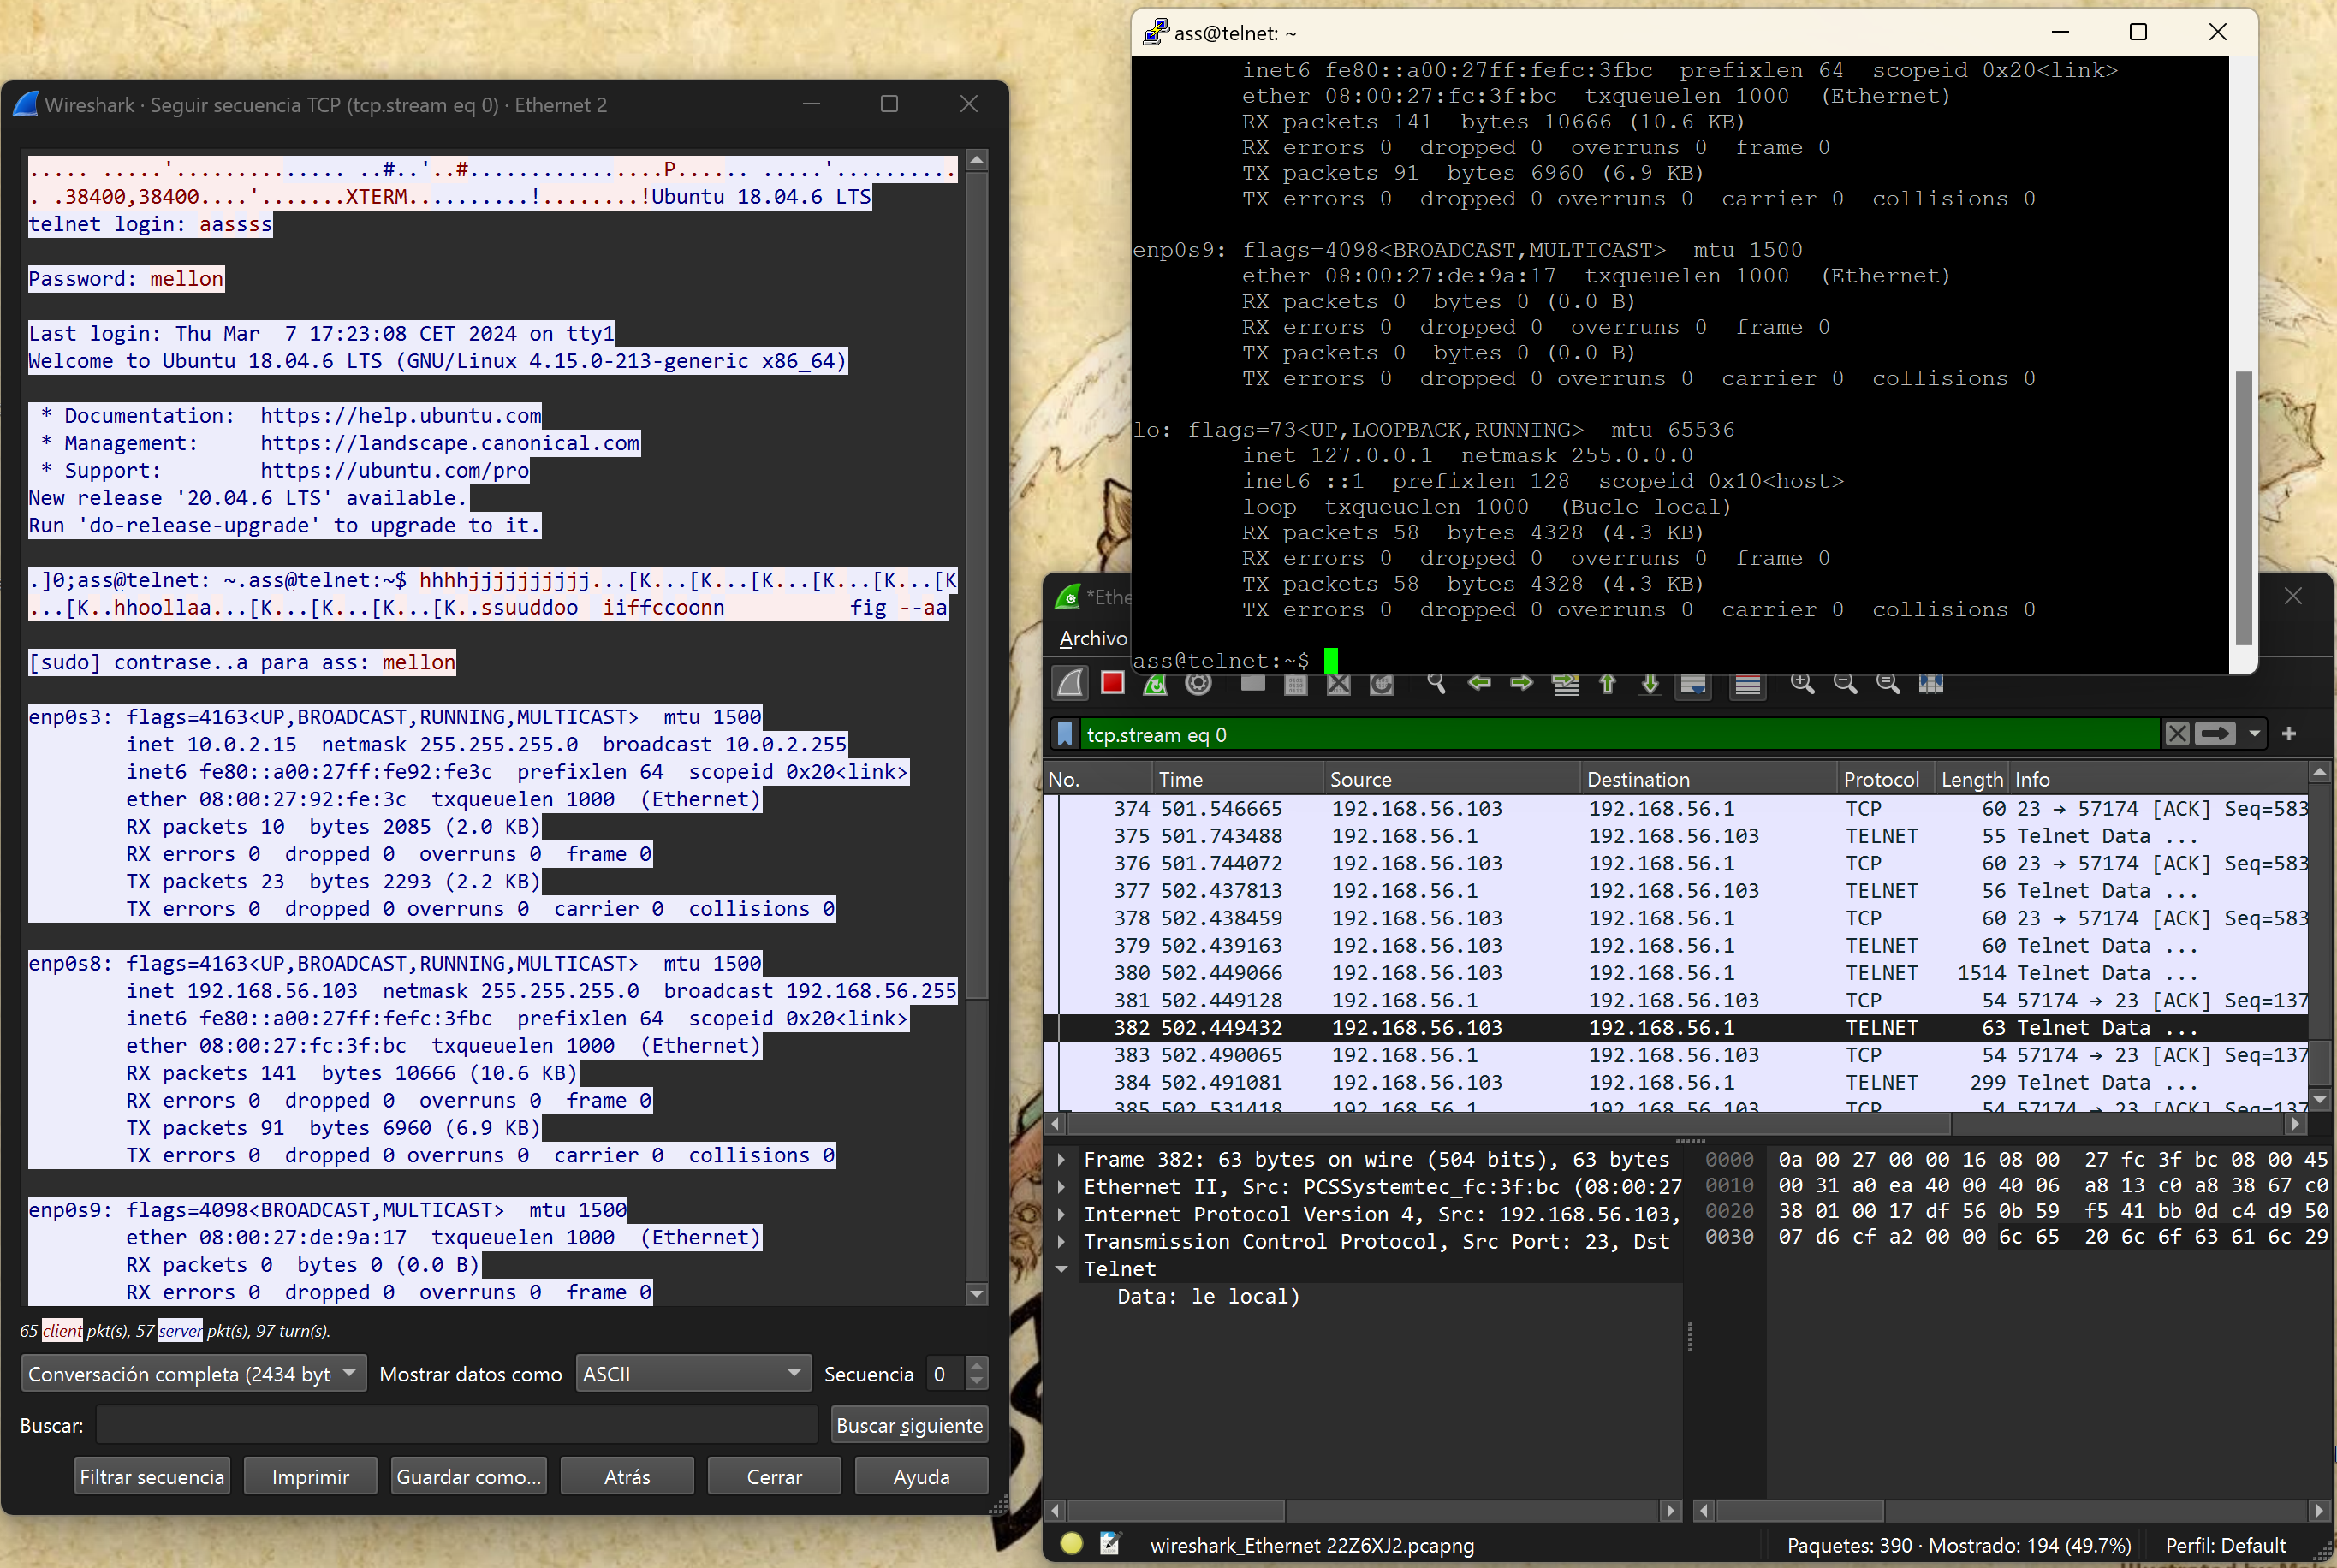 Wireshark · Seguir secuencia TCP (tcp.stream eq 0) · Ethernet 2
..... .....'............... ..#..'..#................P...... .....'...........
. .38400,38400....'.......XTERM..........!........!Ubuntu 18.04.6 LTS
telnet login: aassss
Password: mellon
Last login: Thu Mar  7 17:23:08 CET 2024 on tty1
Welcome to Ubuntu 18.04.6 LTS (GNU/Linux 4.15.0-213-generic x86_64)
 * Documentation:  https://help.ubuntu.com
 * Management:     https://landscape.canonical.com
 * Support:        https://ubuntu.com/pro
New release '20.04.6 LTS' available.
Run 'do-release-upgrade' to upgrade to it.
.]0;ass@telnet: ~.ass@telnet:~$ hhhhjjjjjjjjjj...[K...[K...[K...[K...[K...[K
...[K..hhoollaa...[K...[K...[K...[K..ssuuddoo  iiffccoonn          fig --aa
[sudo] contrase..a para ass: mellon
enp0s3: flags=4163<UP,BROADCAST,RUNNING,MULTICAST>  mtu 1500
        inet 10.0.2.15  netmask 255.255.255.0  broadcast 10.0.2.255
        inet6 fe80::a00:27ff:fe92:fe3c  prefixlen 64  scopeid 0x20<link>
        ether 08:00:27:92:fe:3c  txqueuelen 1000  (Ethernet)
        RX packets 10  bytes 2085 (2.0 KB)
        RX errors 0  dropped 0  overruns 0  frame 0
        TX packets 23  bytes 2293 (2.2 KB)
        TX errors 0  dropped 0 overruns 0  carrier 0  collisions 0
enp0s8: flags=4163<UP,BROADCAST,RUNNING,MULTICAST>  mtu 1500
        inet 192.168.56.103  netmask 255.255.255.0  broadcast 192.168.56.255
        inet6 fe80::a00:27ff:fefc:3fbc  prefixlen 64  scopeid 0x20<link>
        ether 08:00:27:fc:3f:bc  txqueuelen 1000  (Ethernet)
        RX packets 141  bytes 10666 (10.6 KB)
        RX errors 0  dropped 0  overruns 0  frame 0
        TX packets 91  bytes 6960 (6.9 KB)
        TX errors 0  dropped 0 overruns 0  carrier 0  collisions 0
enp0s9: flags=4098<BROADCAST,MULTICAST>  mtu 1500
        ether 08:00:27:de:9a:17  txqueuelen 1000  (Ethernet)
        RX packets 0  bytes 0 (0.0 B)
        RX errors 0  dropped 0  overruns 0  frame 0
65 client pkt(s), 57 server pkt(s), 97 turn(s).
Conversación completa (2434 byt Mostrar datos como ASCII Secuencia 0
Buscar: Buscar siguiente
Filtrar secuencia Imprimir Guardar como... Atrás Cerrar Ayuda
ass@telnet: ~
        inet6 fe80::a00:27ff:fefc:3fbc  prefixlen 64  scopeid 0x20<link>
        ether 08:00:27:fc:3f:bc  txqueuelen 1000  (Ethernet)
        RX packets 141  bytes 10666 (10.6 KB)
        RX errors 0  dropped 0  overruns 0  frame 0
        TX packets 91  bytes 6960 (6.9 KB)
        TX errors 0  dropped 0 overruns 0  carrier 0  collisions 0
enp0s9: flags=4098<BROADCAST,MULTICAST>  mtu 1500
        ether 08:00:27:de:9a:17  txqueuelen 1000  (Ethernet)
        RX packets 0  bytes 0 (0.0 B)
        RX errors 0  dropped 0  overruns 0  frame 0
        TX packets 0  bytes 0 (0.0 B)
        TX errors 0  dropped 0 overruns 0  carrier 0  collisions 0
lo: flags=73<UP,LOOPBACK,RUNNING>  mtu 65536
        inet 127.0.0.1  netmask 255.0.0.0
        inet6 ::1  prefixlen 128  scopeid 0x10<host>
        loop  txqueuelen 1000  (Bucle local)
        RX packets 58  bytes 4328 (4.3 KB)
        RX errors 0  dropped 0  overruns 0  frame 0
        TX packets 58  bytes 4328 (4.3 KB)
        TX errors 0  dropped 0 overruns 0  carrier 0  collisions 0
ass@telnet:~$
*Ethe
Archivo
tcp.stream eq 0
No. Time Source Destination Protocol Length Info
374 501.546665 192.168.56.103 192.168.56.1 TCP 60 23 → 57174 [ACK] Seq=583
375 501.743488 192.168.56.1 192.168.56.103 TELNET 55 Telnet Data ...
376 501.744072 192.168.56.103 192.168.56.1 TCP 60 23 → 57174 [ACK] Seq=583
377 502.437813 192.168.56.1 192.168.56.103 TELNET 56 Telnet Data ...
378 502.438459 192.168.56.103 192.168.56.1 TCP 60 23 → 57174 [ACK] Seq=583
379 502.439163 192.168.56.103 192.168.56.1 TELNET 60 Telnet Data ...
380 502.449066 192.168.56.103 192.168.56.1 TELNET 1514 Telnet Data ...
381 502.449128 192.168.56.1 192.168.56.103 TCP 54 57174 → 23 [ACK] Seq=137
382 502.449432 192.168.56.103 192.168.56.1 TELNET 63 Telnet Data ...
383 502.490065 192.168.56.1 192.168.56.103 TCP 54 57174 → 23 [ACK] Seq=137
384 502.491081 192.168.56.103 192.168.56.1 TELNET 299 Telnet Data ...
385 502.531418 192.168.56.1 192.168.56.103 TCP 54 57174 → 23 [ACK] Seq=137
Frame 382: 63 bytes on wire (504 bits), 63 bytes
Ethernet II, Src: PCSSystemtec_fc:3f:bc (08:00:27
Internet Protocol Version 4, Src: 192.168.56.103,
Transmission Control Protocol, Src Port: 23, Dst
Telnet
Data: le local)
0000 0a 00 27 00 00 16 08 00 27 fc 3f bc 08 00 45
0010 00 31 a0 ea 40 00 40 06 a8 13 c0 a8 38 67 c0
0020 38 01 00 17 df 56 0b 59 f5 41 bb 0d c4 d9 50
0030 07 d6 cf a2 00 00 6c 65 20 6c 6f 63 61 6c 29
wireshark_Ethernet 22Z6XJ2.pcapng Paquetes: 390 · Mostrado: 194 (49.7%) Perfil: Default